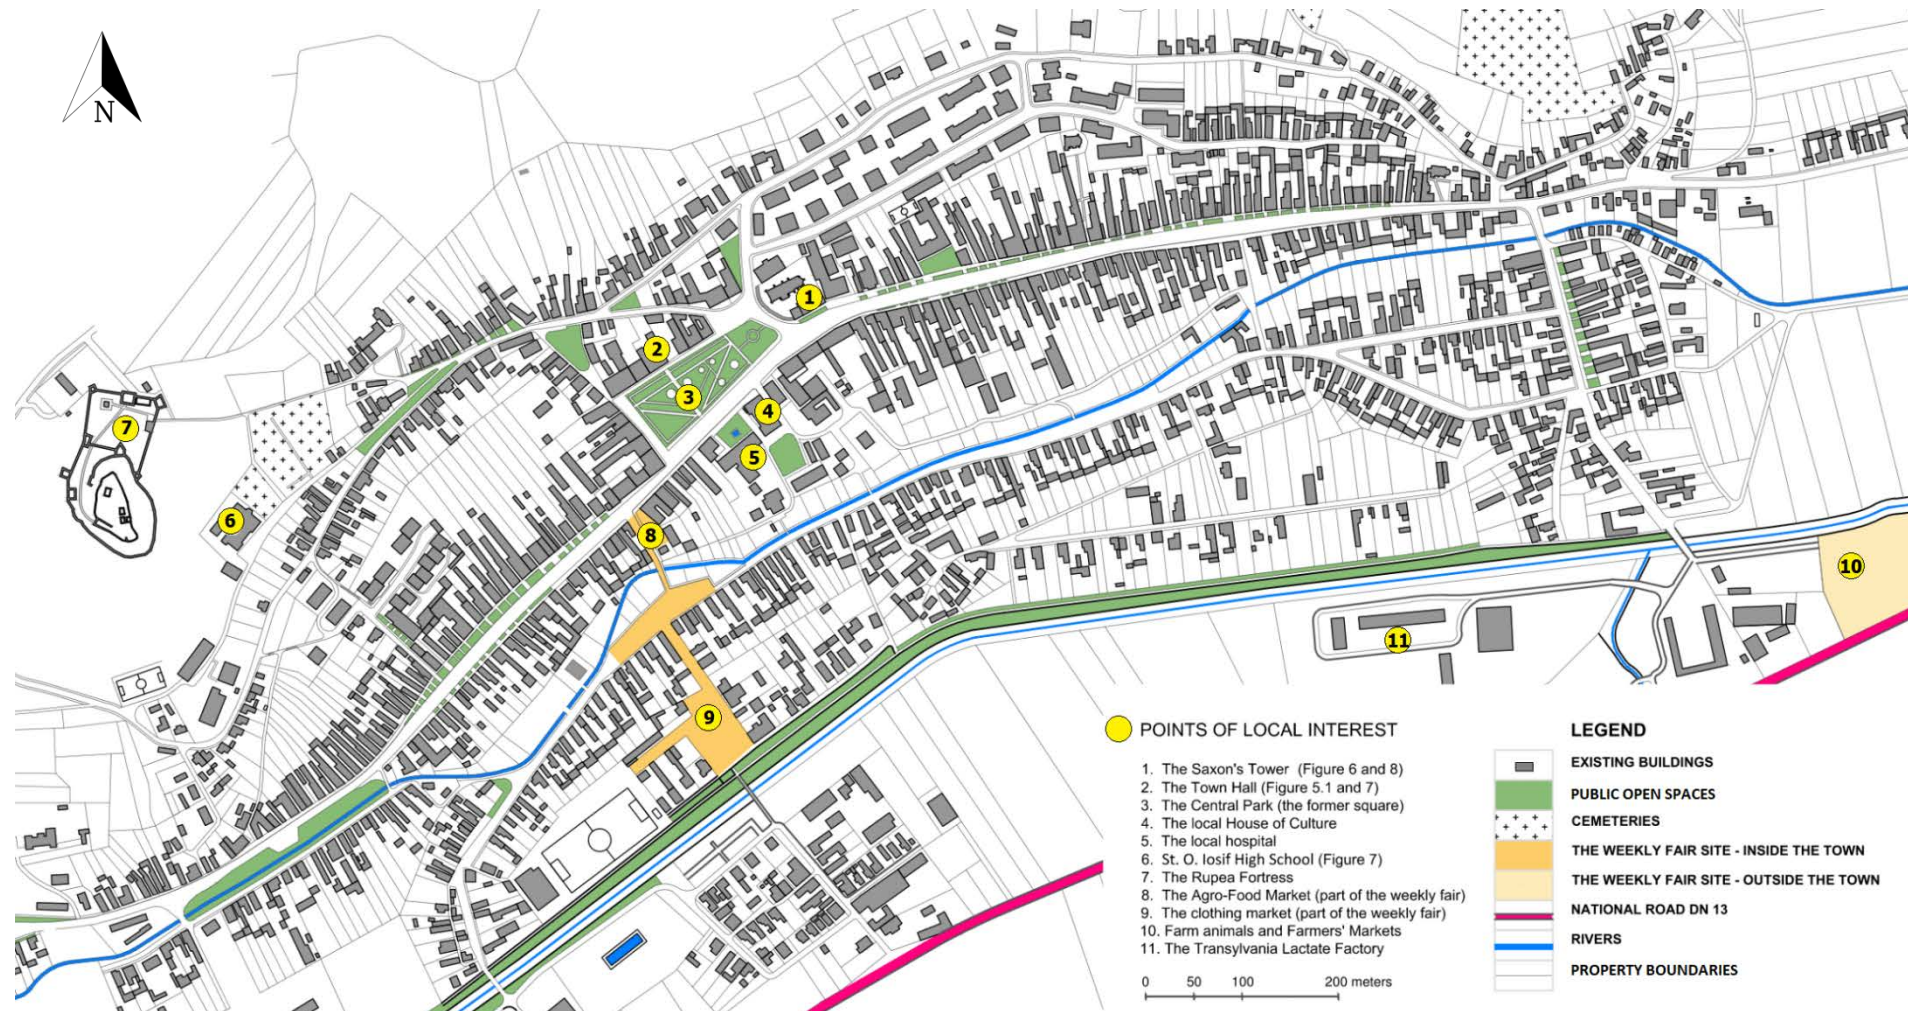 N
1
2
3
4
5
6
7
8
9
10
11
POINTS OF LOCAL INTEREST
1. The Saxon's Tower (Figure 6 and 8)
2. The Town Hall (Figure 5.1 and 7)
3. The Central Park (the former square)
4. The local House of Culture
5. The local hospital
6. St. O. Iosif High School (Figure 7)
7. The Rupea Fortress
8. The Agro-Food Market (part of the weekly fair)
9. The clothing market (part of the weekly fair)
10. Farm animals and Farmers' Markets
11. The Transylvania Lactate Factory
0 50 100 200 meters
LEGEND
EXISTING BUILDINGS
PUBLIC OPEN SPACES
CEMETERIES
THE WEEKLY FAIR SITE - INSIDE THE TOWN
THE WEEKLY FAIR SITE - OUTSIDE THE TOWN
NATIONAL ROAD DN 13
RIVERS
PROPERTY BOUNDARIES